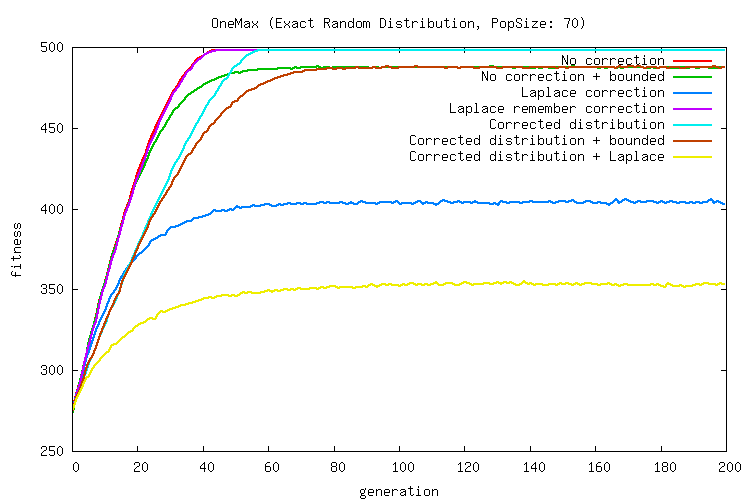 OneMax (Exact Random Distribution, PopSize: 70)
500
450
400
350
300
250
fitness
No correction
No correction + bounded
Laplace correction
Laplace remember correction
Corrected distribution
Corrected distribution + bounded
Corrected distribution + Laplace
0 20 40 60 80 100 120 140 160 180 200
generation